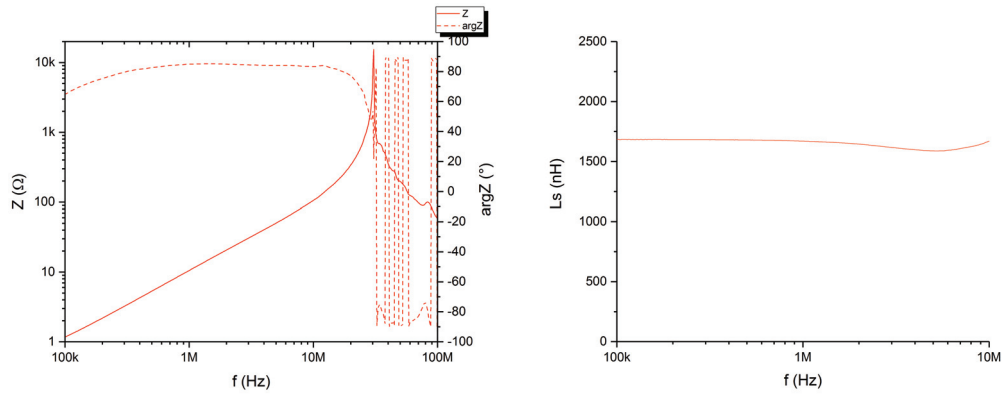 Z
argZ
10k
1k
100
10
1
Z (Ω)
100
80
60
40
20
0
-20
-40
-60
-80
-100
argZ (°)
100k
1M
10M
100M
f (Hz)
2500
2000
1500
1000
500
0
Ls (nH)
100k
1M
10M
f (Hz)